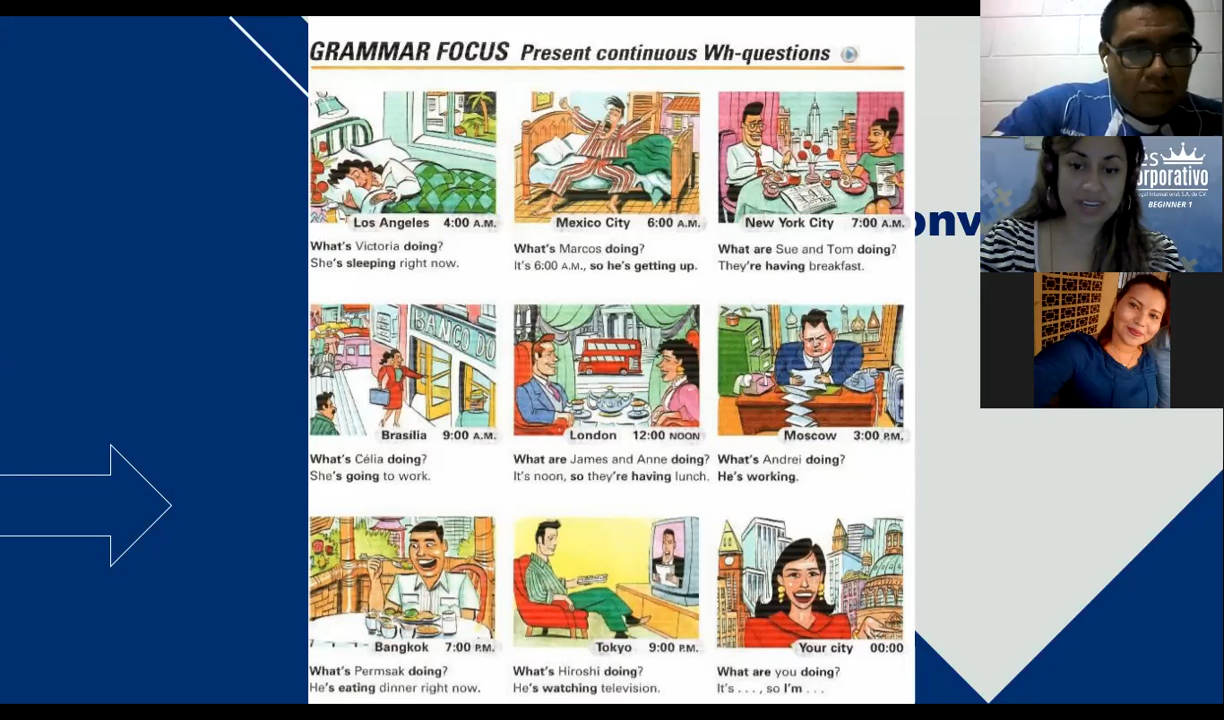 GRAMMAR FOCUS Present continuous Wh-questions
Los Angeles 4:00 A.M.
What's Victoria doing?
She's sleeping right now.
Mexico City 6:00 A.M.
What's Marcos doing?
It's 6:00 A.M., so he's getting up.
New York City 7:00 A.M.
What are Sue and Tom doing?
They're having breakfast.
BANCO DU
Brasília 9:00 A.M.
What's Célia doing?
She's going to work.
London 12:00 NOON
What are James and Anne doing?
It's noon, so they're having lunch.
Moscow 3:00 P.M.
What's Andrei doing?
He's working.
Bangkok 7:00 P.M.
What's Permsak doing?
He's eating dinner right now.
Tokyo 9:00 P.M.
What's Hiroshi doing?
He's watching television.
Your city 00:00
What are you doing?
It's . . . , so I'm . . .
onv
és
orporativo
BEGINNER 1